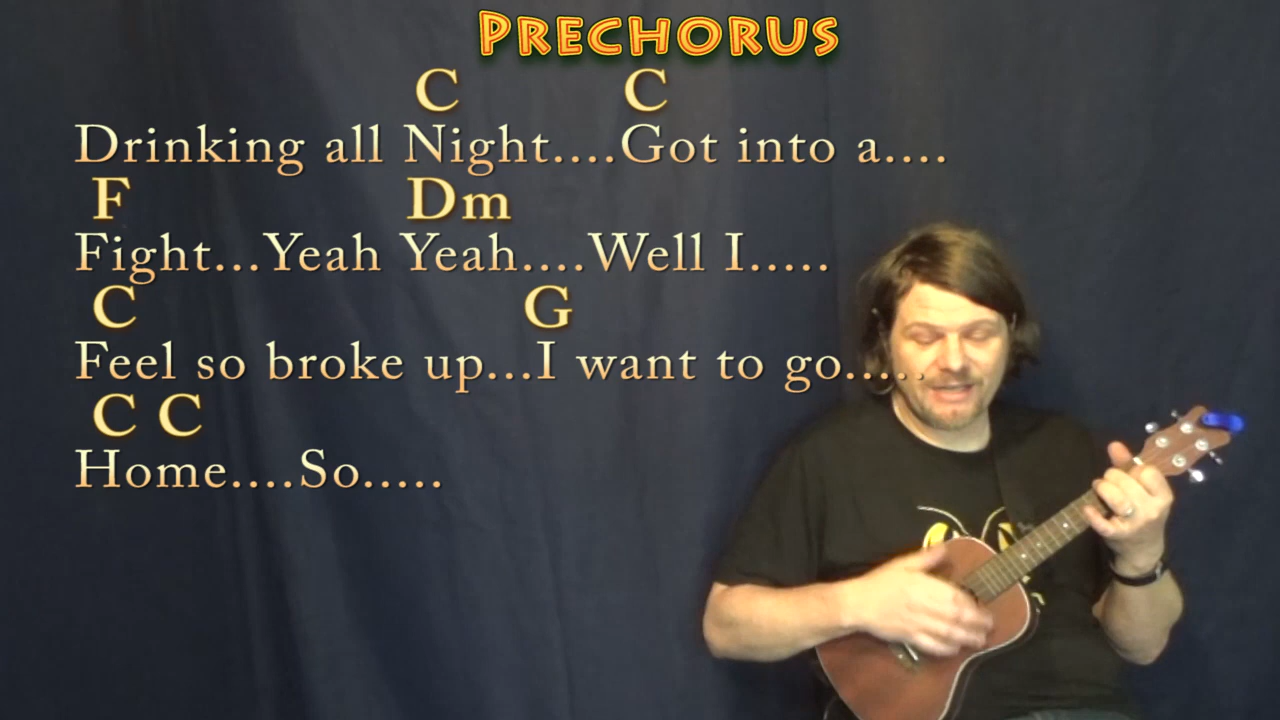 PRECHORUS
C C
Drinking all Night....Got into a....
F Dm
Fight...Yeah Yeah....Well I.....
C G
Feel so broke up...I want to go.....
C C
Home....So.....